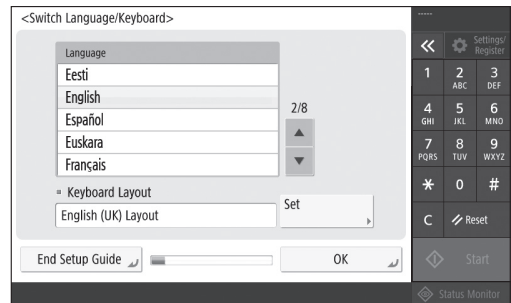 <Switch Language/Keyboard>
Language
Eesti
English
Español
Euskara
Français
2/8
Keyboard Layout
English (UK) Layout
Set
End Setup Guide
OK
-----
Settings/
Register
1 2 3
ABC DEF
4 5 6
GHI JKL MNO
7 8 9
PQRS TUV WXYZ
* 0 #
C Reset
Start
Status Monitor